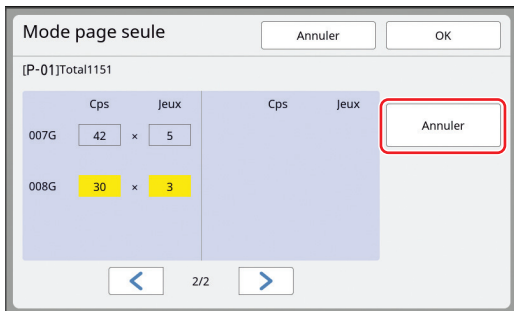 Mode page seule Annuler OK
[P-01]Total1151
Cps Jeux Cps Jeux
Annuler
007G 42 × 5
008G 30 × 3
2/2